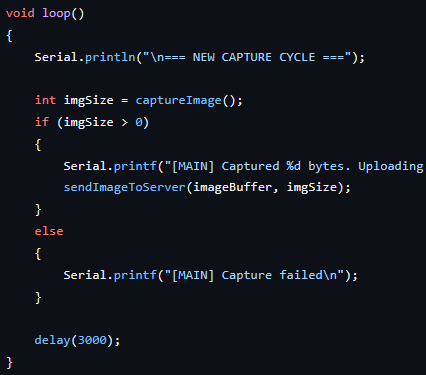 void loop()
{
    Serial.println("\n=== NEW CAPTURE CYCLE ===");

    int imgSize = captureImage();
    if (imgSize > 0)
    {
        Serial.printf("[MAIN] Captured %d bytes. Uploading
        sendImageToServer(imageBuffer, imgSize);
    }
    else
    {
        Serial.printf("[MAIN] Capture failed\n");
    }

    delay(3000);
}